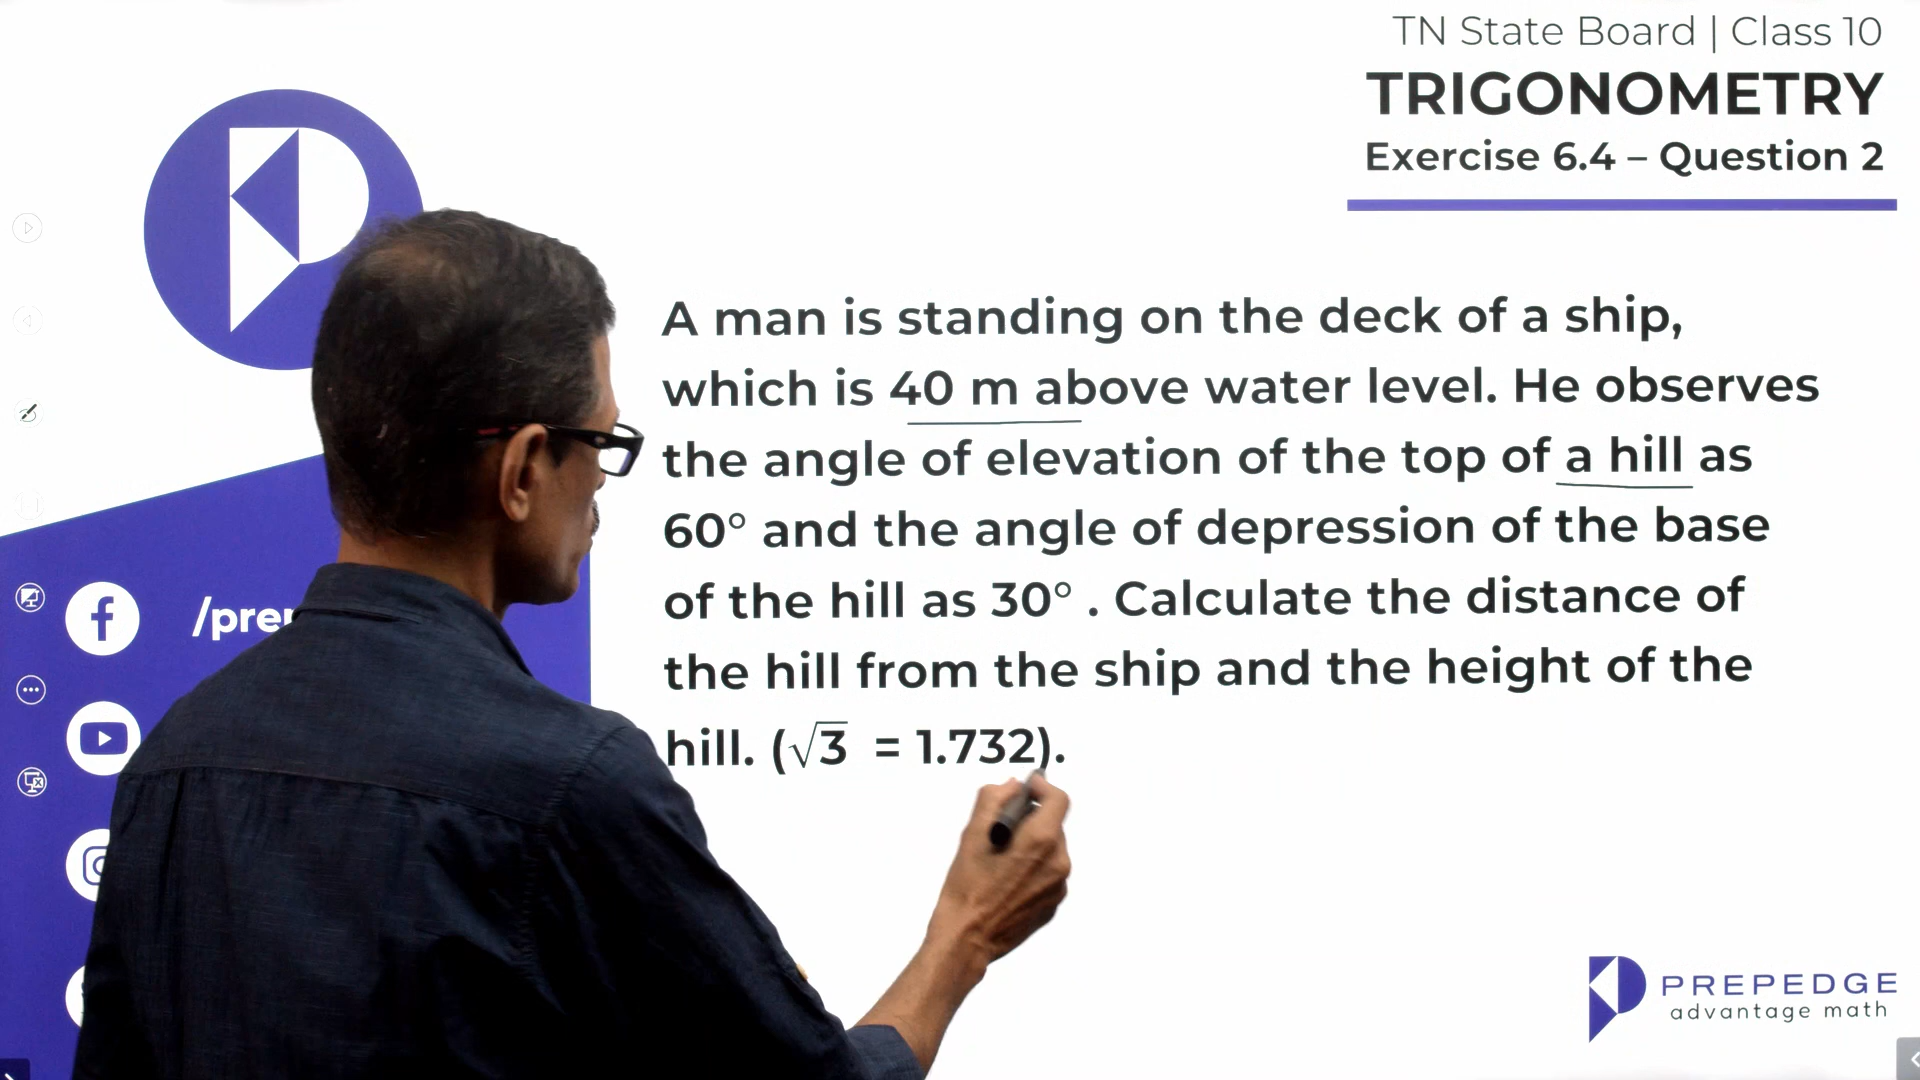 TN State Board | Class 10
TRIGONOMETRY
Exercise 6.4 – Question 2
A man is standing on the deck of a ship,
which is 40 m above water level. He observes
the angle of elevation of the top of a hill as
60° and the angle of depression of the base
of the hill as 30° . Calculate the distance of
the hill from the ship and the height of the
hill. (√3 = 1.732).
PREPEDGE
advantage math